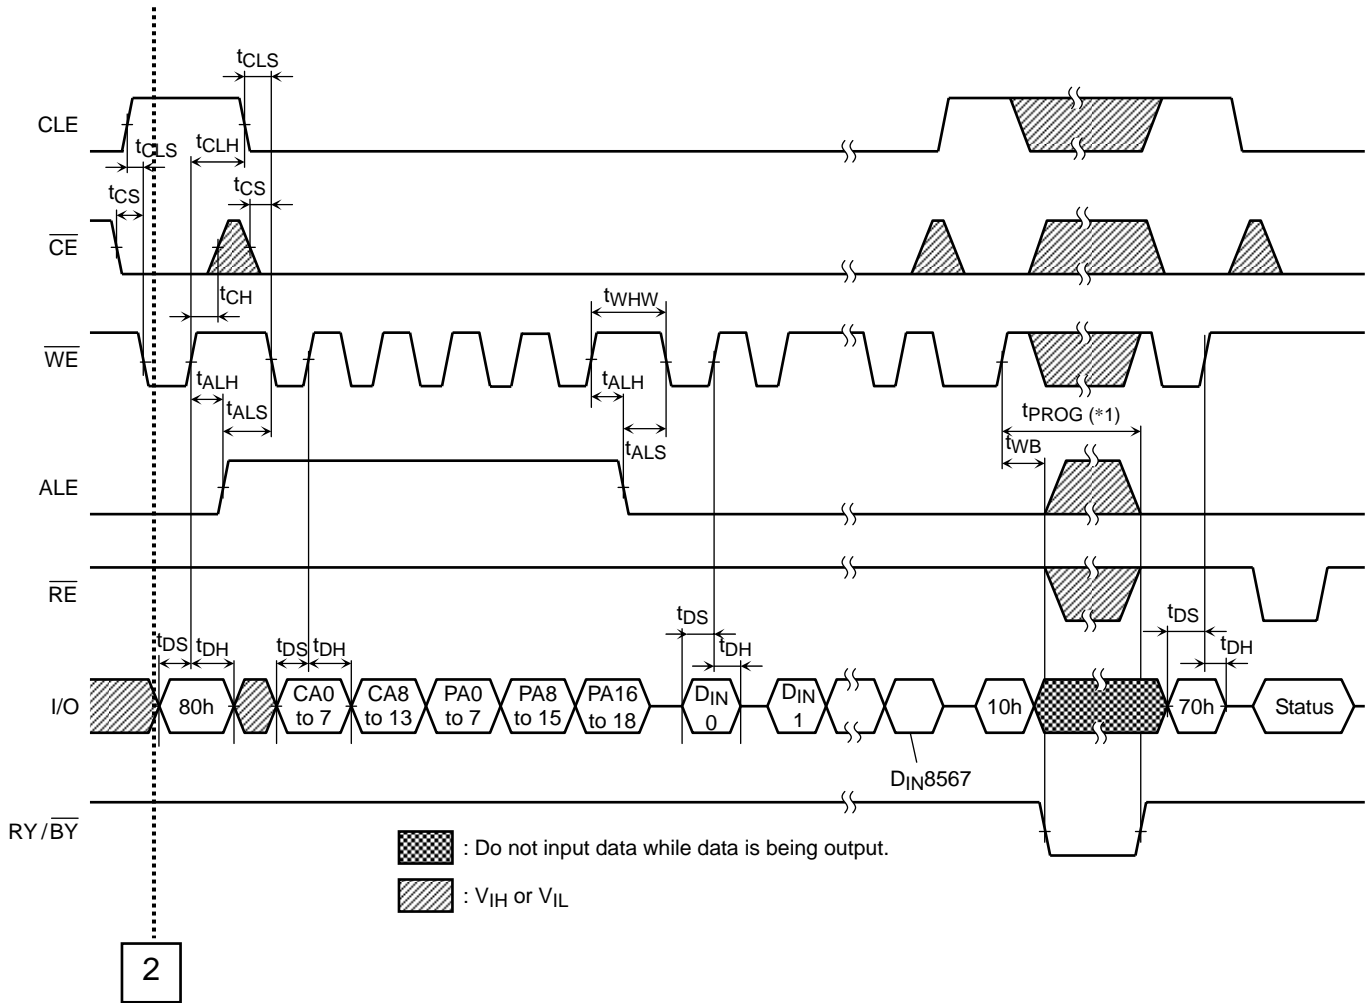 tCLS
CLE
tCLS
tCLH
tCS
tCS
CE
tCH
tWHW
WE
tALH
tALH
tALS
tPROG (*1)
tALS
tWB
ALE
RE
tDS
tDS
tDH
tDS
tDH
tDH
tDH
tDS
I/O
80h
CA0 to 7
CA8 to 13
PA0 to 7
PA8 to 15
PA16 to 18
DIN 0
DIN 1
10h
70h
Status
DIN8567
RY/BY
: Do not input data while data is being output.
: VIH or VIL
2